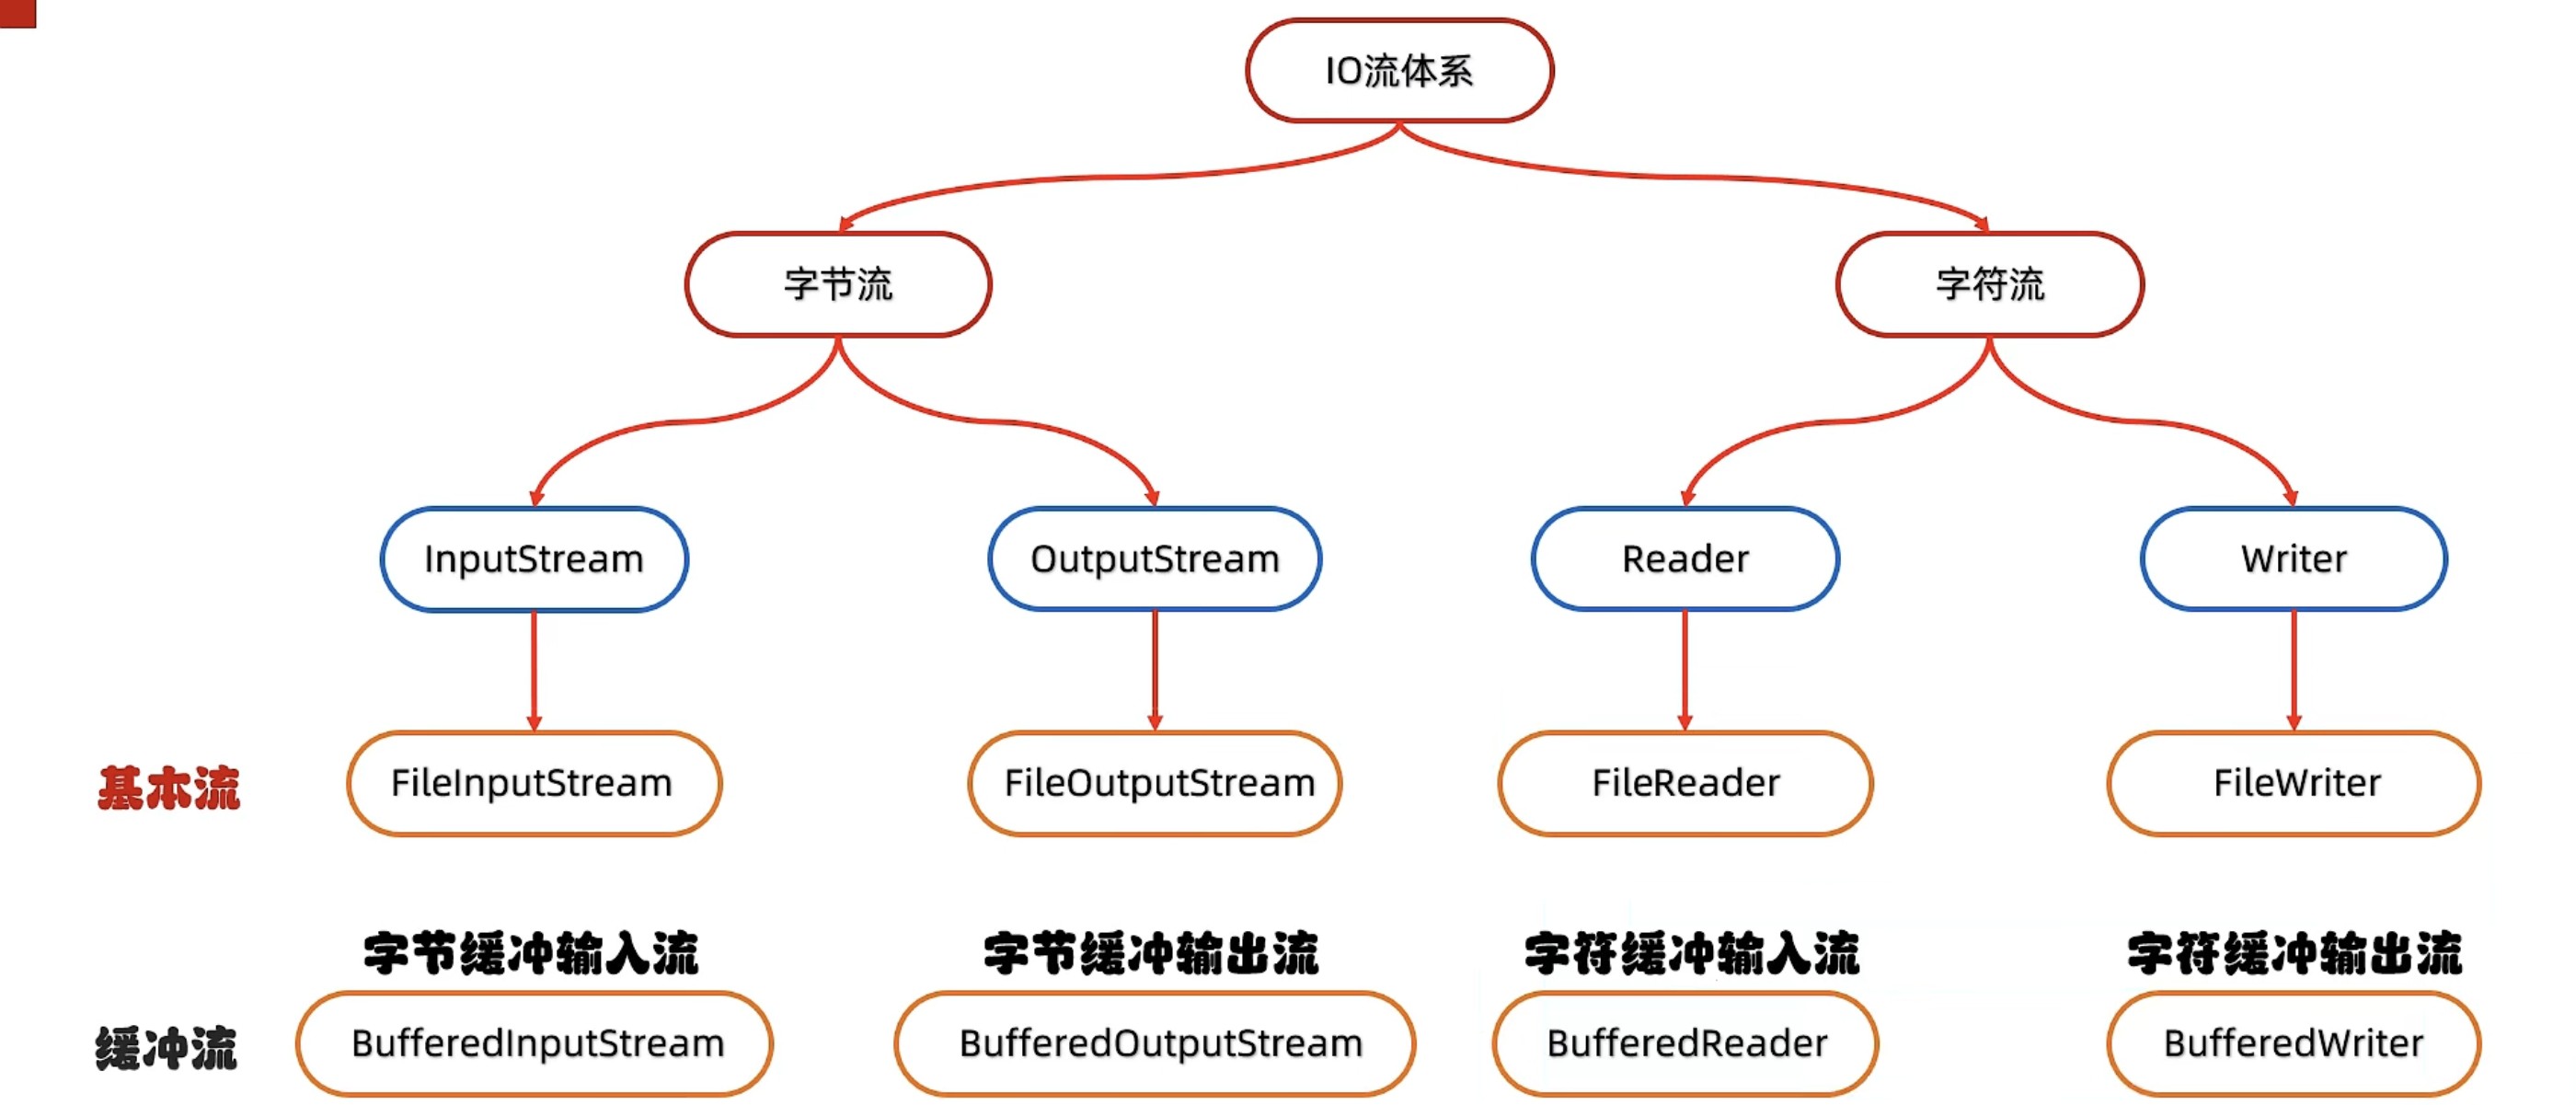 IO流体系
字节流
字符流
InputStream
OutputStream
Reader
Writer
基本流
FileInputStream
FileOutputStream
FileReader
FileWriter
字节缓冲输入流
字节缓冲输出流
字符缓冲输入流
字符缓冲输出流
缓冲流
BufferedInputStream
BufferedOutputStream
BufferedReader
BufferedWriter